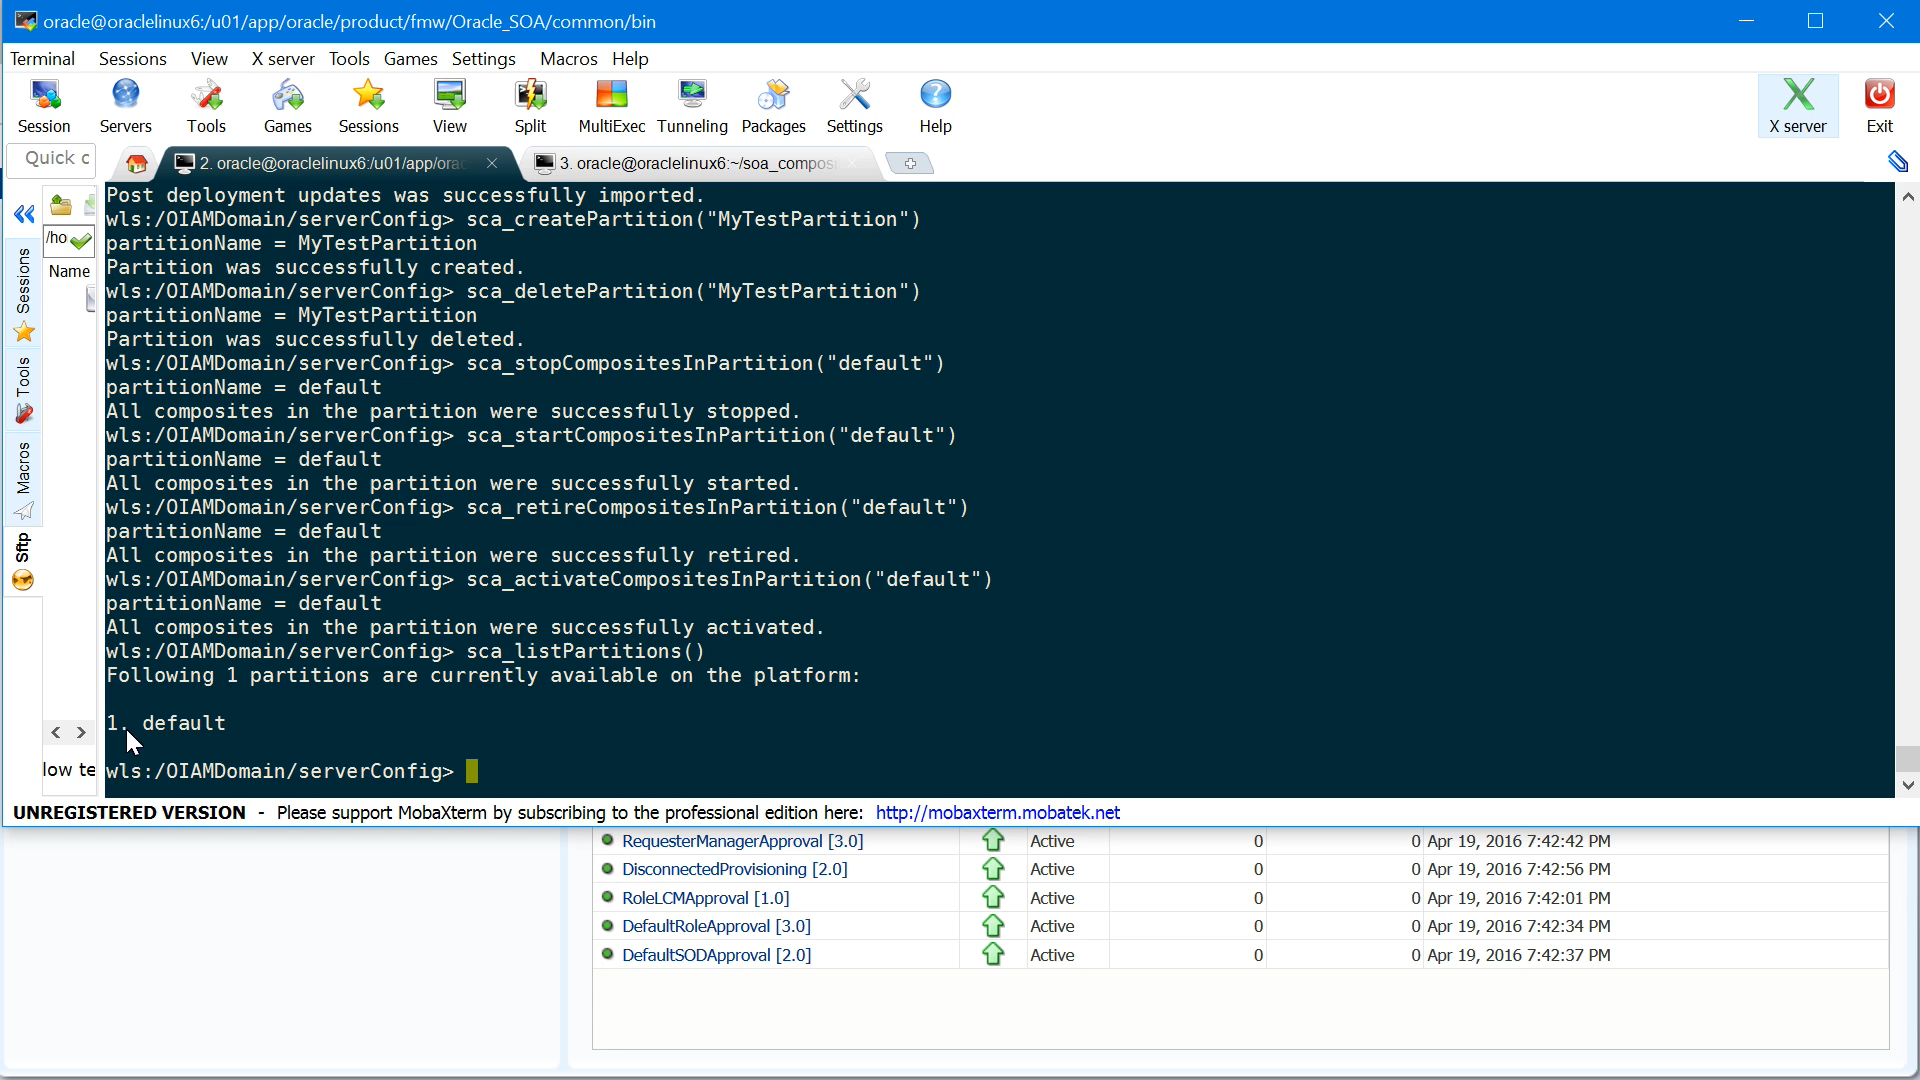 oracle@oraclelinux6:/u01/app/oracle/product/fmw/Oracle_SOA/common/bin
Terminal Sessions View X server Tools Games Settings Macros Help
Session Servers Tools Games Sessions View Split MultiExec Tunneling Packages Settings Help X server Exit
Quick c
2. oracle@oraclelinux6:/u01/app/orac
3. oracle@oraclelinux6:~/soa_compos
/ho
Name
Sessions
Tools
Macros
Sftp
low te
Post deployment updates was successfully imported.
wls:/OIAMDomain/serverConfig> sca_createPartition("MyTestPartition")
partitionName = MyTestPartition
Partition was successfully created.
wls:/OIAMDomain/serverConfig> sca_deletePartition("MyTestPartition")
partitionName = MyTestPartition
Partition was successfully deleted.
wls:/OIAMDomain/serverConfig> sca_stopCompositesInPartition("default")
partitionName = default
All composites in the partition were successfully stopped.
wls:/OIAMDomain/serverConfig> sca_startCompositesInPartition("default")
partitionName = default
All composites in the partition were successfully started.
wls:/OIAMDomain/serverConfig> sca_retireCompositesInPartition("default")
partitionName = default
All composites in the partition were successfully retired.
wls:/OIAMDomain/serverConfig> sca_activateCompositesInPartition("default")
partitionName = default
All composites in the partition were successfully activated.
wls:/OIAMDomain/serverConfig> sca_listPartitions()
Following 1 partitions are currently available on the platform:
1. default
wls:/OIAMDomain/serverConfig>
UNREGISTERED VERSION - Please support MobaXterm by subscribing to the professional edition here: http://mobaxterm.mobatek.net
RequesterManagerApproval [3.0] Active 0 0 Apr 19, 2016 7:42:42 PM
DisconnectedProvisioning [2.0] Active 0 0 Apr 19, 2016 7:42:56 PM
RoleLCMApproval [1.0] Active 0 0 Apr 19, 2016 7:42:01 PM
DefaultRoleApproval [3.0] Active 0 0 Apr 19, 2016 7:42:34 PM
DefaultSODApproval [2.0] Active 0 0 Apr 19, 2016 7:42:37 PM